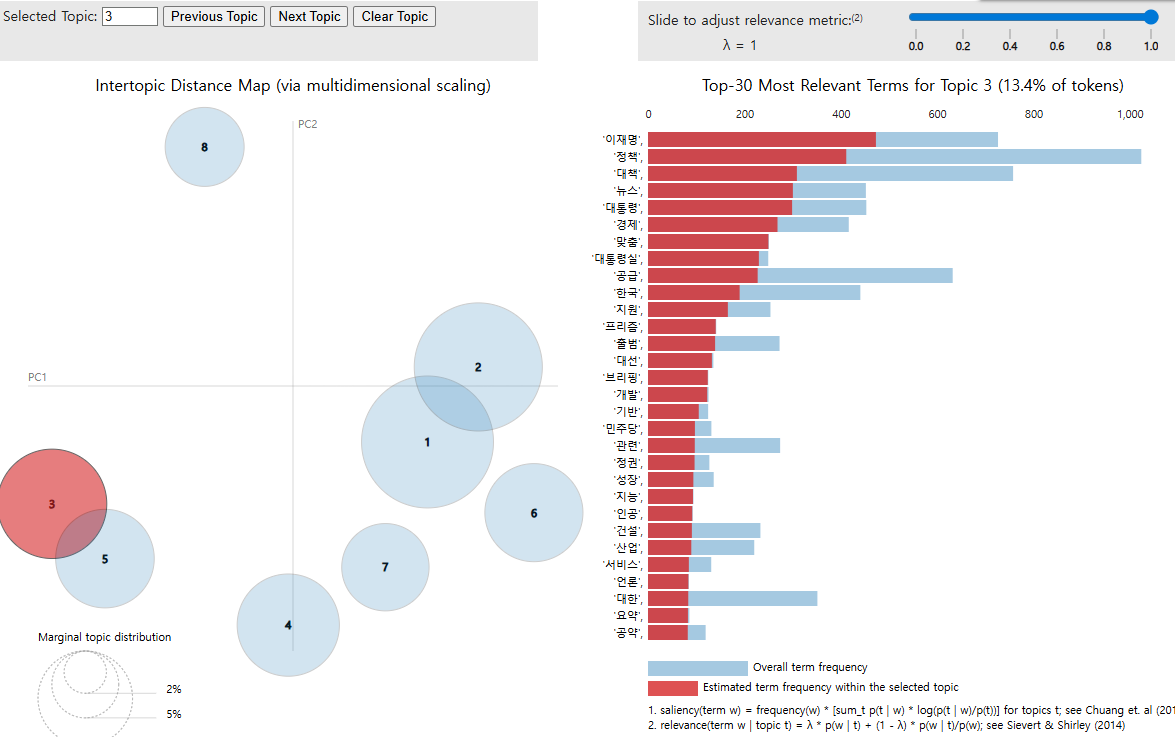 Selected Topic: 3 Previous Topic Next Topic Clear Topic
Slide to adjust relevance metric:(2)
λ = 1
0.0 0.2 0.4 0.6 0.8 1.0
Intertopic Distance Map (via multidimensional scaling)
PC2
PC1
8
2
1
3
6
5
7
4
Marginal topic distribution
2%
5%
Top-30 Most Relevant Terms for Topic 3 (13.4% of tokens)
0 200 400 600 800 1,000
'이재명',
'정책',
'대책',
'뉴스',
'대통령',
'경제',
'맞춤',
'대통령실',
'공급',
'한국',
'지원',
'프리즘',
'출범',
'대선',
'브리핑',
'개발',
'기반',
'민주당',
'관련',
'정권',
'성장',
'지능',
'인공',
'건설',
'산업',
'서비스',
'언론',
'대한',
'요약',
'공약',
Overall term frequency
Estimated term frequency within the selected topic
1. saliency(term w) = frequency(w) * [sum_t p(t | w) * log(p(t | w)/p(t))] for topics t; see Chuang et. al (201
2. relevance(term w | topic t) = λ * p(w | t) + (1 - λ) * p(w | t)/p(w); see Sievert & Shirley (2014)